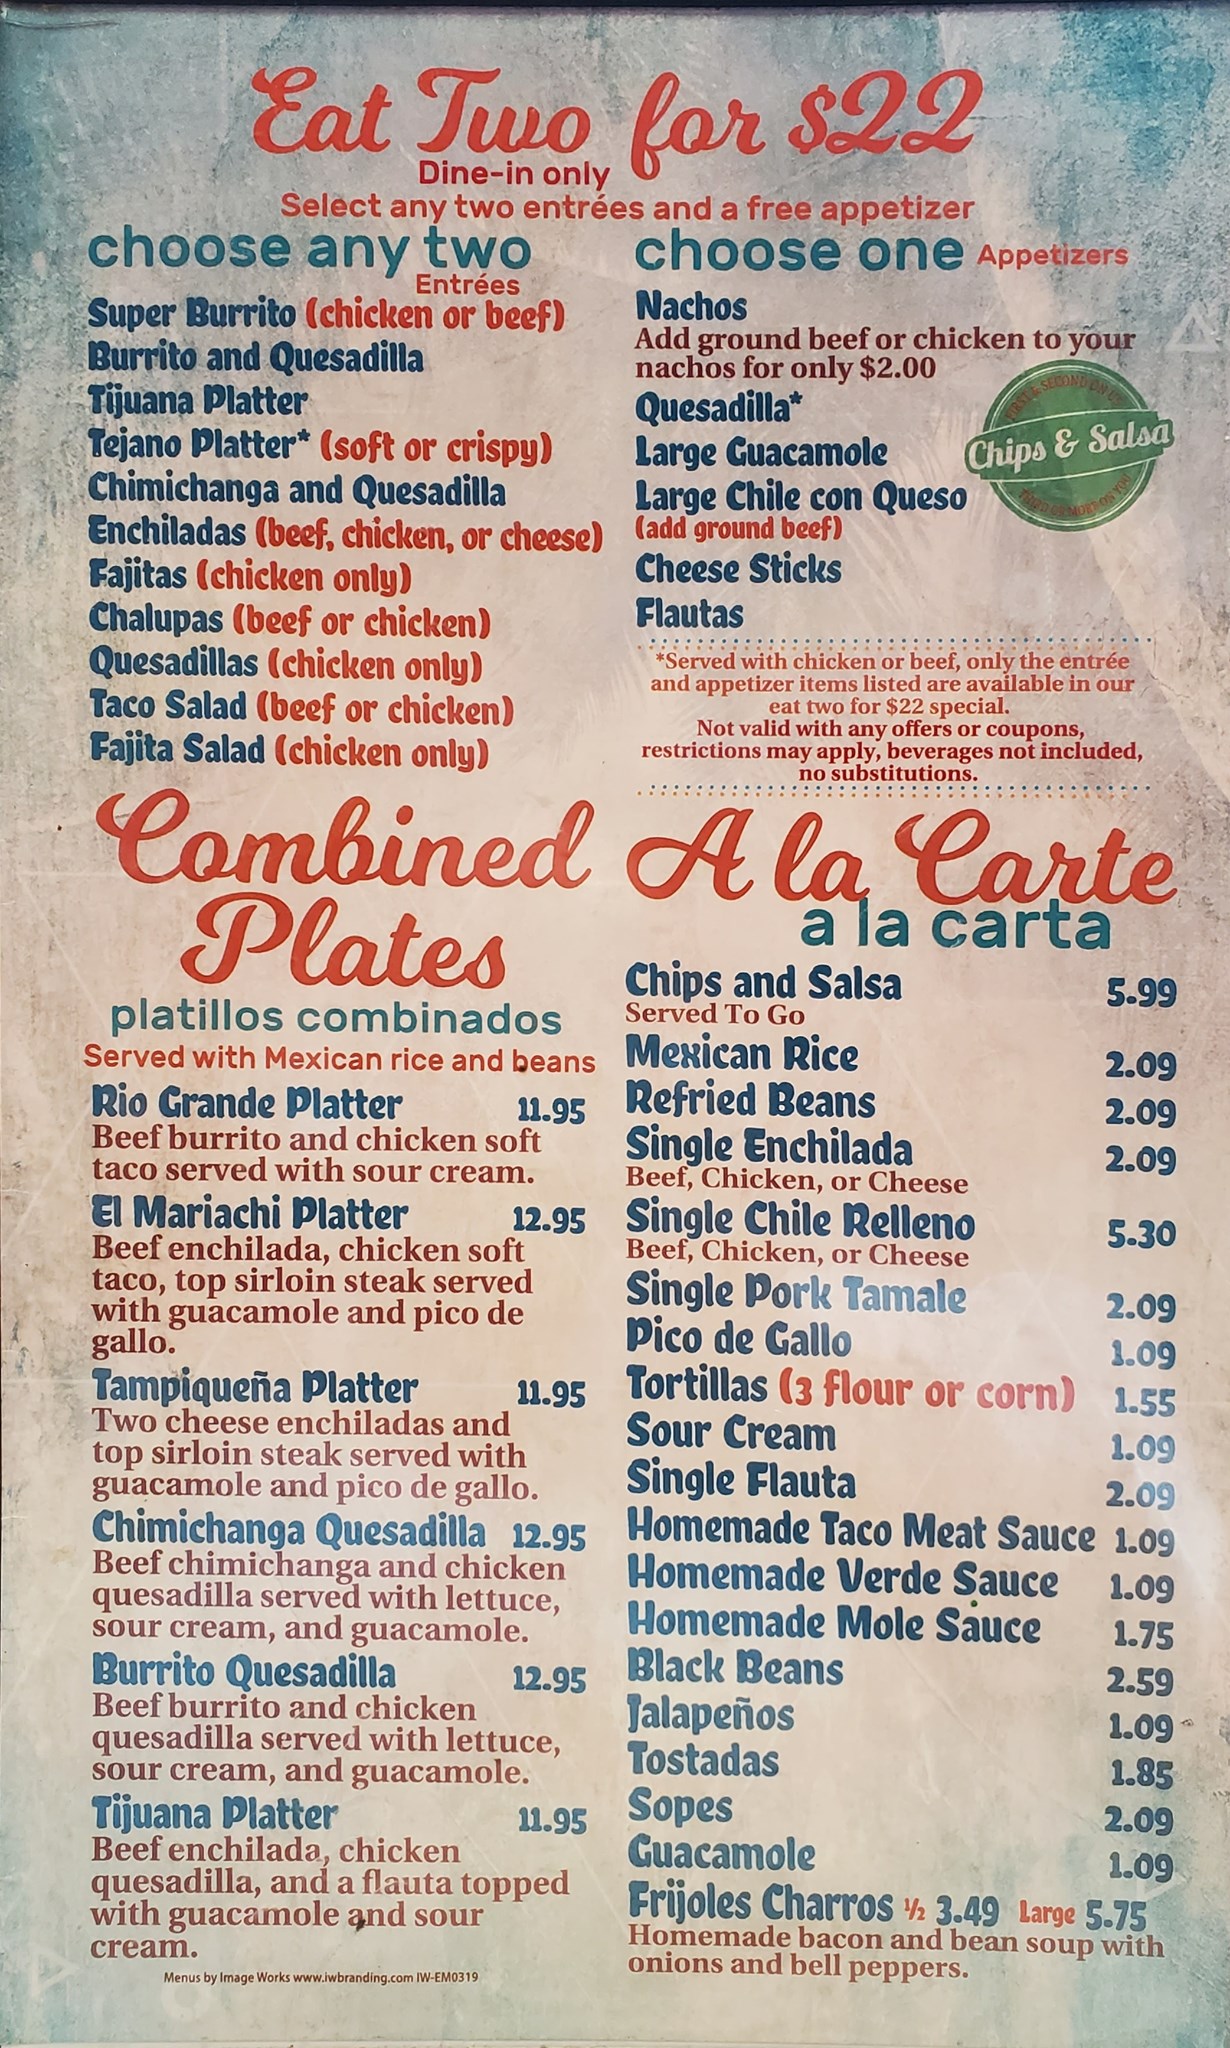 Eat Two for $22
Dine-in only
Select any two entrées and a free appetizer
choose any two
Entrées
Super Burrito (chicken or beef)
Burrito and Quesadilla
Tijuana Platter
Tejano Platter* (soft or crispy)
Chimichanga and Quesadilla
Enchiladas (beef, chicken, or cheese)
Fajitas (chicken only)
Chalupas (beef or chicken)
Quesadillas (chicken only)
Taco Salad (beef or chicken)
Fajita Salad (chicken only)
choose one Appetizers
Nachos
Add ground beef or chicken to your
nachos for only $2.00
Quesadilla*
Large Guacamole
Large Chile con Queso
(add ground beef)
Cheese Sticks
Flautas
FIRST & SECOND ON US
Chips & Salsa
THIRD OR MORE ON YOU
*Served with chicken or beef, only the entrée
and appetizer items listed are available in our
eat two for $22 special.
Not valid with any offers or coupons,
restrictions may apply, beverages not included,
no substitutions.
Combined
Plates
platillos combinados
Served with Mexican rice and beans
Rio Grande Platter 11.95
Beef burrito and chicken soft
taco served with sour cream.
El Mariachi Platter 12.95
Beef enchilada, chicken soft
taco, top sirloin steak served
with guacamole and pico de
gallo.
Tampiqueña Platter 11.95
Two cheese enchiladas and
top sirloin steak served with
guacamole and pico de gallo.
Chimichanga Quesadilla 12.95
Beef chimichanga and chicken
quesadilla served with lettuce,
sour cream, and guacamole.
Burrito Quesadilla 12.95
Beef burrito and chicken
quesadilla served with lettuce,
sour cream, and guacamole.
Tijuana Platter 11.95
Beef enchilada, chicken
quesadilla, and a flauta topped
with guacamole and sour
cream.
Menus by Image Works www.iwbranding.com IW-EM0319
A la Carte
a la carta
Chips and Salsa 5.99
Served To Go
Mexican Rice 2.09
Refried Beans 2.09
Single Enchilada 2.09
Beef, Chicken, or Cheese
Single Chile Relleno 5.30
Beef, Chicken, or Cheese
Single Pork Tamale 2.09
Pico de Gallo 1.09
Tortillas (3 flour or corn) 1.55
Sour Cream 1.09
Single Flauta 2.09
Homemade Taco Meat Sauce 1.09
Homemade Verde Sauce 1.09
Homemade Mole Sauce 1.75
Black Beans 2.59
Jalapeños 1.09
Tostadas 1.85
Sopes 2.09
Guacamole 1.09
Frijoles Charros ½ 3.49 Large 5.75
Homemade bacon and bean soup with
onions and bell peppers.